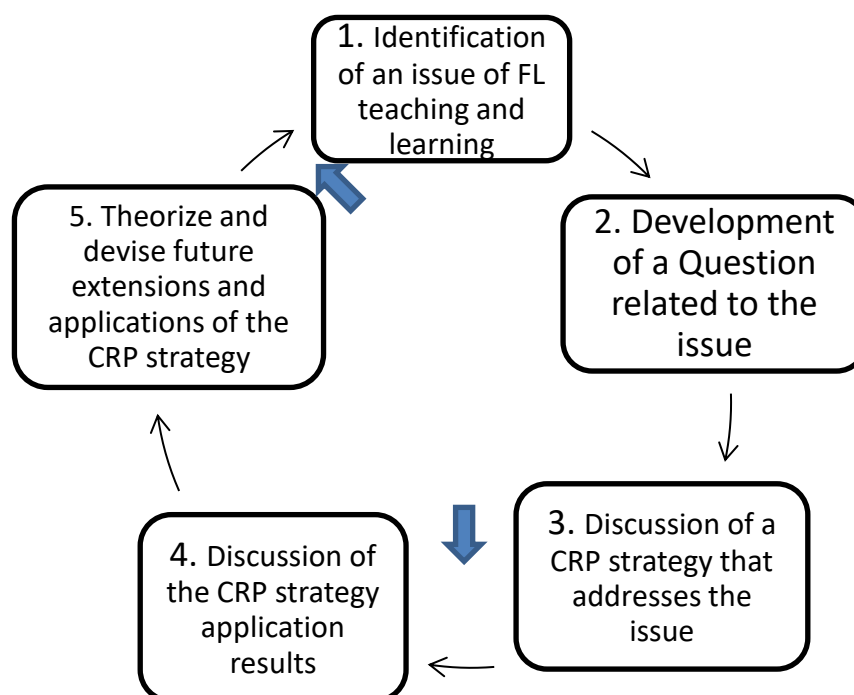 1. Identification
of an issue of FL
teaching and
learning
2. Development
of a Question
related to the
issue
3. Discussion of a
CRP strategy that
addresses the
issue
4. Discussion of
the CRP strategy
application
results
5. Theorize and
devise future
extensions and
applications of the
CRP strategy